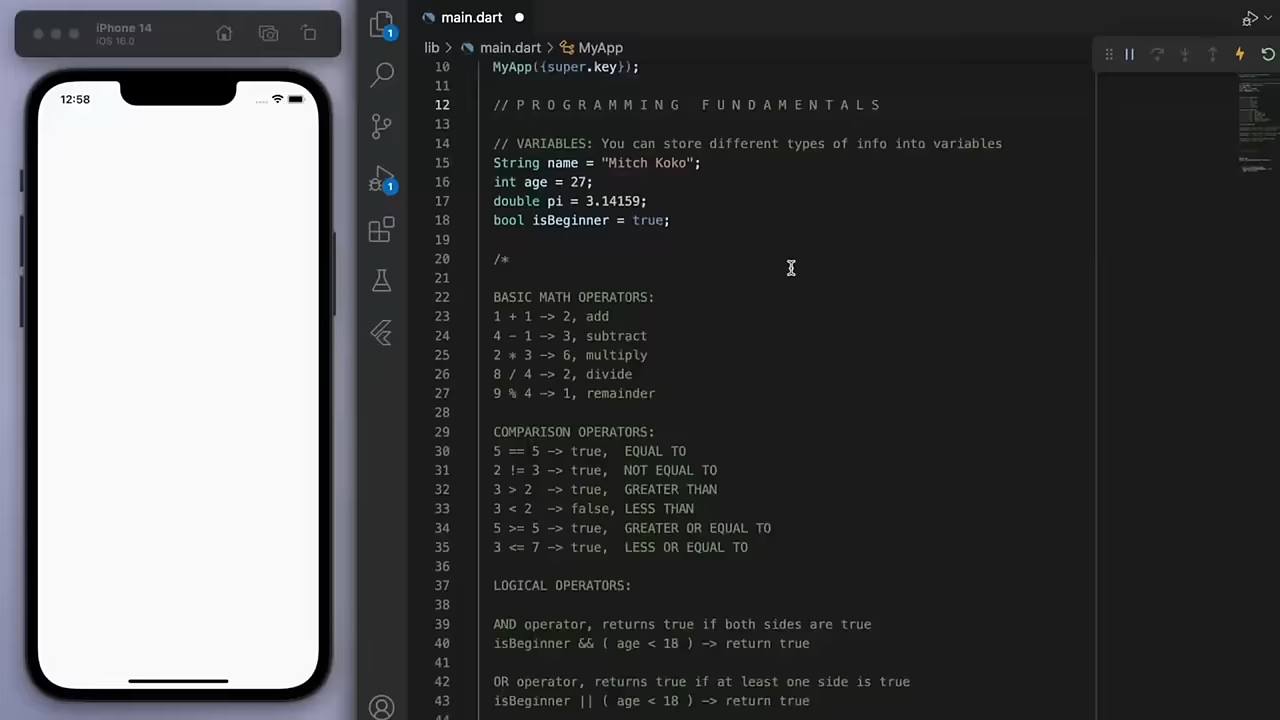 iPhone 14
iOS 16.0
12:58
1
1
main.dart
lib > main.dart > MyApp
10 MyApp({super.key});
11
12 // P R O G R A M M I N G   F U N D A M E N T A L S
13
14 // VARIABLES: You can store different types of info into variables
15 String name = "Mitch Koko";
16 int age = 27;
17 double pi = 3.14159;
18 bool isBeginner = true;
19
20 /*
21
22 BASIC MATH OPERATORS:
23 1 + 1 -> 2, add
24 4 - 1 -> 3, subtract
25 2 * 3 -> 6, multiply
26 8 / 4 -> 2, divide
27 9 % 4 -> 1, remainder
28
29 COMPARISON OPERATORS:
30 5 == 5 -> true,  EQUAL TO
31 2 != 3 -> true,  NOT EQUAL TO
32 3 > 2  -> true,  GREATER THAN
33 3 < 2  -> false, LESS THAN
34 5 >= 5 -> true,  GREATER OR EQUAL TO
35 3 <= 7 -> true,  LESS OR EQUAL TO
36
37 LOGICAL OPERATORS:
38
39 AND operator, returns true if both sides are true
40 isBeginner && ( age < 18 ) -> return true
41
42 OR operator, returns true if at least one side is true
43 isBeginner || ( age < 18 ) -> return true